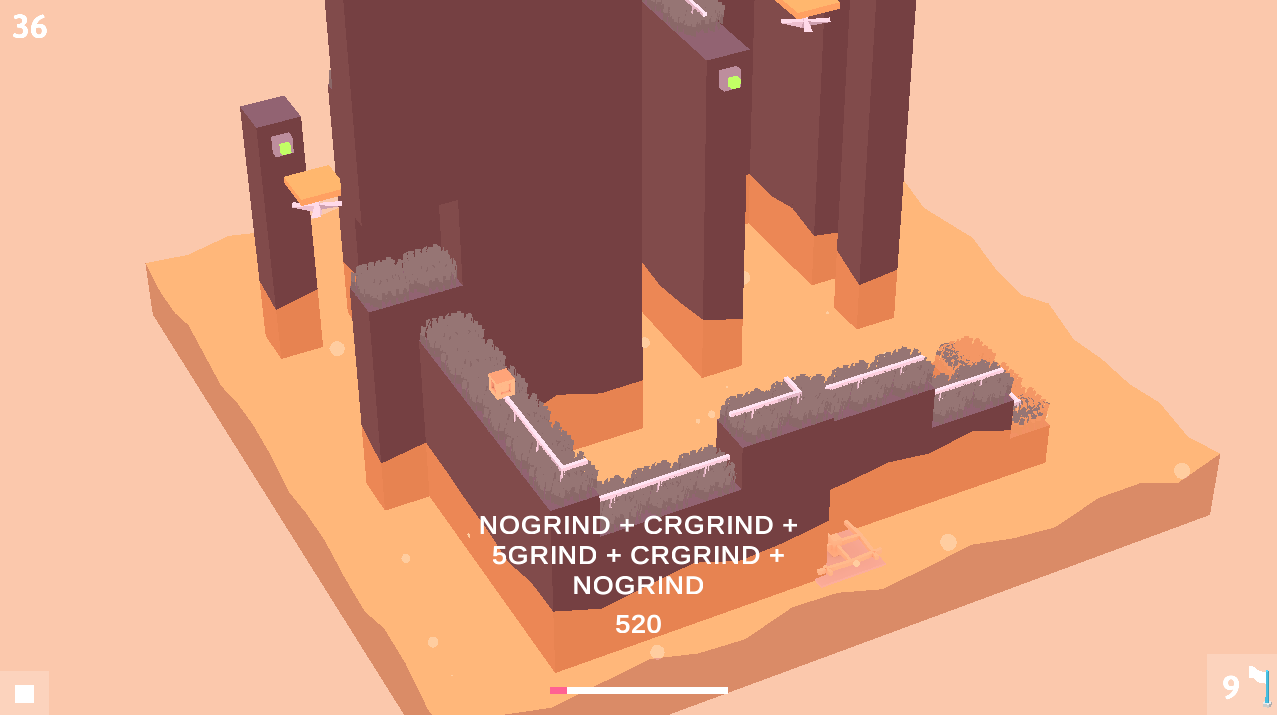 36
NOGRIND + CRGRIND +
5GRIND + CRGRIND +
NOGRIND
520
9